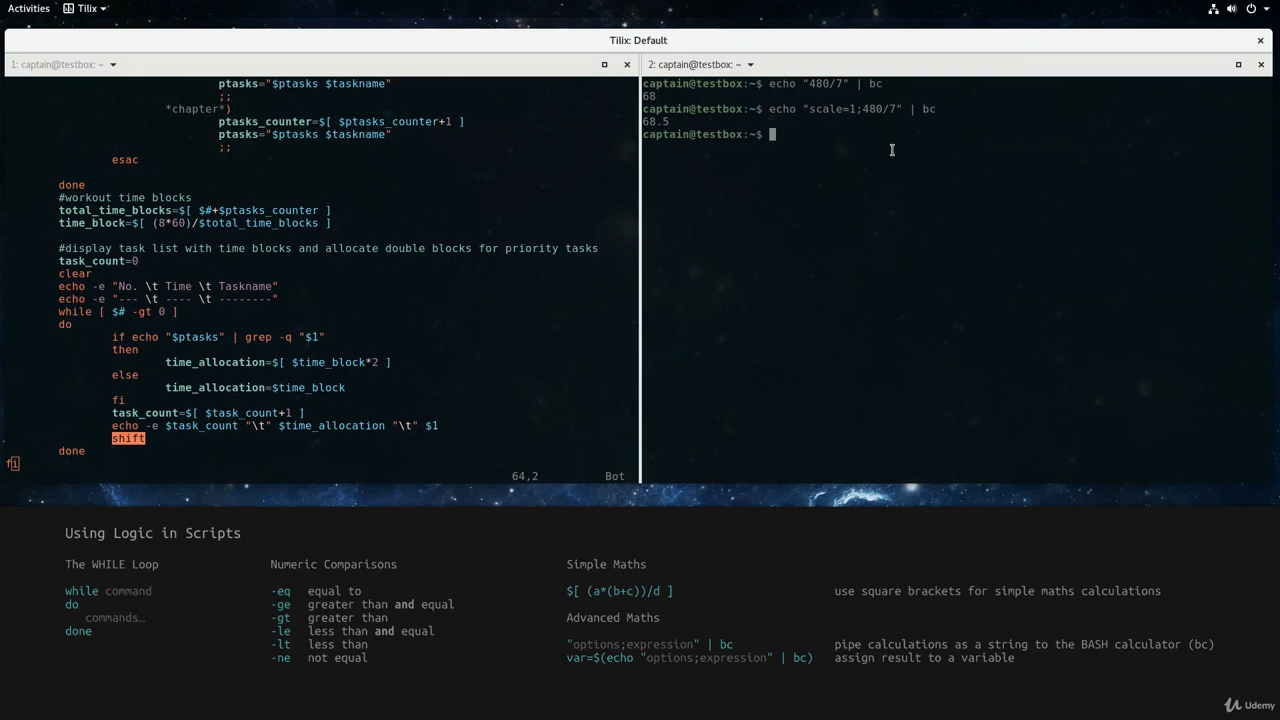 Activities Tilix
Tilix: Default
1: captain@testbox: ~
ptasks="$ptasks $taskname"
;;
*chapter*)
ptasks_counter=$[ $ptasks_counter+1 ]
ptasks="$ptasks $taskname"
;;
esac
done
#workout time blocks
total_time_blocks=$[ $#+$ptasks_counter ]
time_block=$[ (8*60)/$total_time_blocks ]
#display task list with time blocks and allocate double blocks for priority tasks
task_count=0
clear
echo -e "No. \t Time \t Taskname"
echo -e "--- \t ---- \t --------"
while [ $# -gt 0 ]
do
if echo "$ptasks" | grep -q "$1"
then
time_allocation=$[ $time_block*2 ]
else
time_allocation=$time_block
fi
task_count=$[ $task_count+1 ]
echo -e $task_count "\t" $time_allocation "\t" $1
shift
done
fi
64,2 Bot
2: captain@testbox: ~
captain@testbox:~$ echo "480/7" | bc
68
captain@testbox:~$ echo "scale=1;480/7" | bc
68.5
captain@testbox:~$
Using Logic in Scripts
The WHILE Loop
while command
do
commands…
done
Numeric Comparisons
-eq equal to
-ge greater than and equal
-gt greater than
-le less than and equal
-lt less than
-ne not equal
Simple Maths
$[ (a*(b+c))/d ] use square brackets for simple maths calculations
Advanced Maths
"options;expression" | bc pipe calculations as a string to the BASH calculator (bc)
var=$(echo "options;expression" | bc) assign result to a variable
Udemy